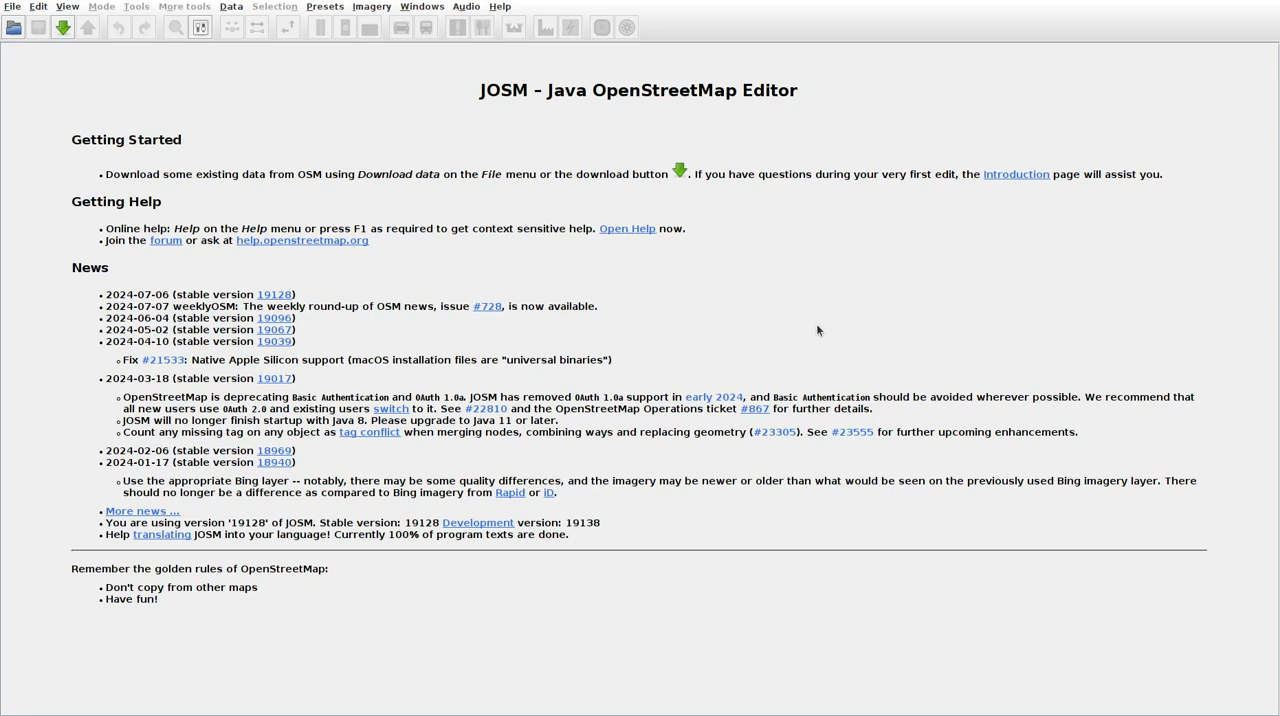 File Edit View Mode Tools More tools Data Selection Presets Imagery Windows Audio Help
JOSM – Java OpenStreetMap Editor
Getting Started
Download some existing data from OSM using Download data on the File menu or the download button . If you have questions during your very first edit, the Introduction page will assist you.
Getting Help
Online help: Help on the Help menu or press F1 as required to get context sensitive help. Open Help now.
Join the forum or ask at help.openstreetmap.org
News
2024-07-06 (stable version 19128)
2024-07-07 weeklyOSM: The weekly round-up of OSM news, issue #728, is now available.
2024-06-04 (stable version 19096)
2024-05-02 (stable version 19067)
2024-04-10 (stable version 19039)
Fix #21533: Native Apple Silicon support (macOS installation files are "universal binaries")
2024-03-18 (stable version 19017)
OpenStreetMap is deprecating Basic Authentication and OAuth 1.0a. JOSM has removed OAuth 1.0a support in early 2024, and Basic Authentication should be avoided wherever possible. We recommend that
all new users use OAuth 2.0 and existing users switch to it. See #22810 and the OpenStreetMap Operations ticket #867 for further details.
JOSM will no longer finish startup with Java 8. Please upgrade to Java 11 or later.
Count any missing tag on any object as tag conflict when merging nodes, combining ways and replacing geometry (#23305). See #23555 for further upcoming enhancements.
2024-02-06 (stable version 18969)
2024-01-17 (stable version 18940)
Use the appropriate Bing layer -- notably, there may be some quality differences, and the imagery may be newer or older than what would be seen on the previously used Bing imagery layer. There
should no longer be a difference as compared to Bing imagery from Rapid or iD.
More news ...
You are using version '19128' of JOSM. Stable version: 19128 Development version: 19138
Help translating JOSM into your language! Currently 100% of program texts are done.
Remember the golden rules of OpenStreetMap:
Don't copy from other maps
Have fun!